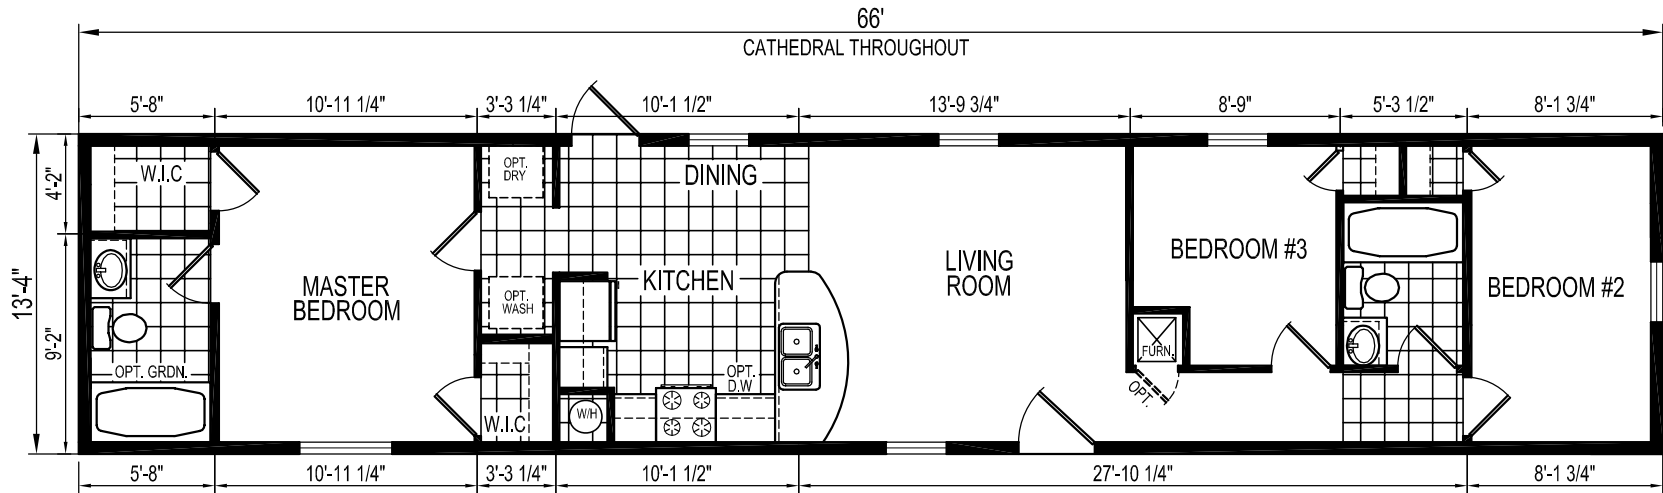 66'
CATHEDRAL THROUGHOUT
5'-8"
10'-11 1/4"
3'-3 1/4"
10'-1 1/2"
13'-9 3/4"
8'-9"
5'-3 1/2"
8'-1 3/4"
13'-4"
4'-2"
9'-2"
W.I.C
OPT.
DRY
DINING
MASTER
BEDROOM
OPT.
WASH
KITCHEN
LIVING
ROOM
BEDROOM #3
BEDROOM #2
OPT. GRDN.
OPT.
D.W
FURN.
OPT.
W.I.C
W/H
5'-8"
10'-11 1/4"
3'-3 1/4"
10'-1 1/2"
27'-10 1/4"
8'-1 3/4"